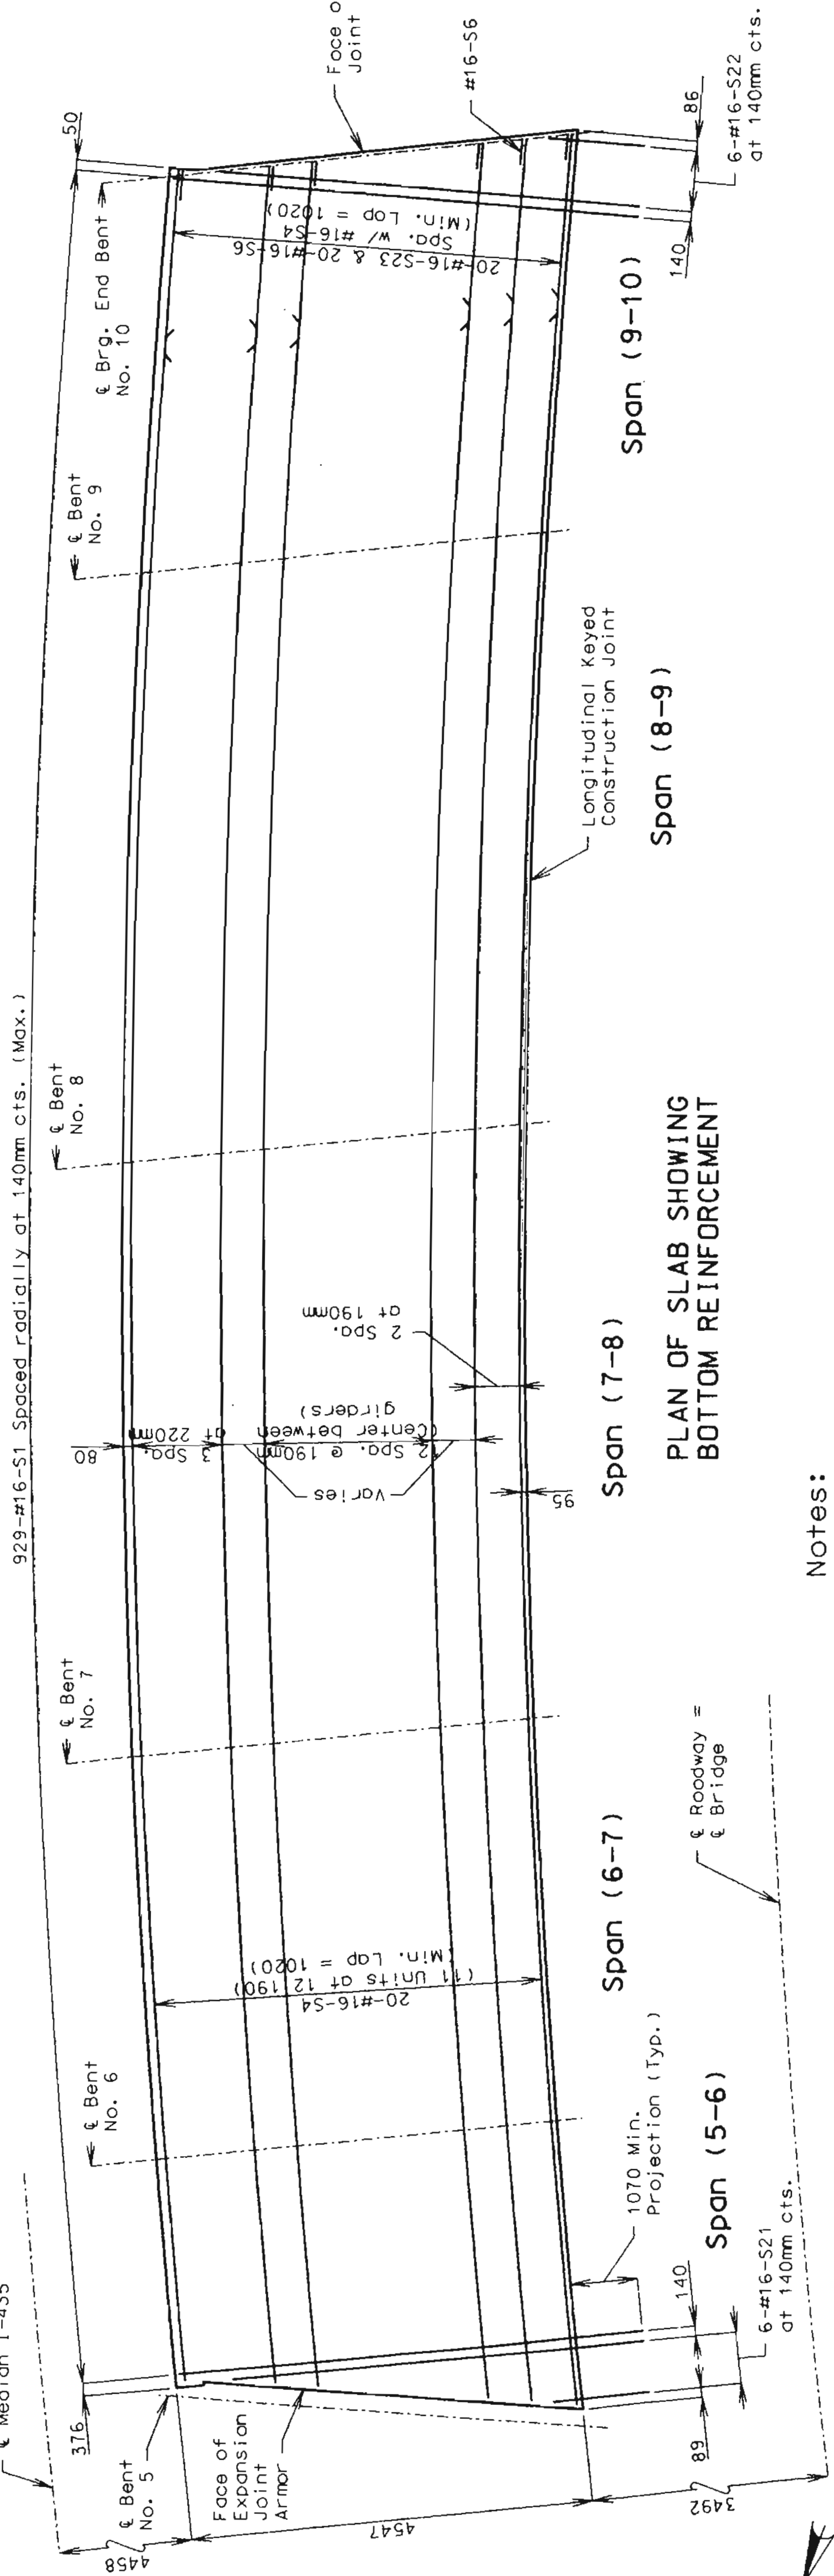 ℄ Median I-435
4458
4547
3492
376
℄ Bent
No. 5
Face of
Expansion
Joint
Armor
89
140
6-#16-S21
at 140mm cts.
1070 Min.
Projection (Typ.)
Span (5-6)
℄ Bent
No. 6
20-#16-S4
(11 Units at 12 190)
(Min. Lap = 1020)
Span (6-7)
℄ Roadway =
℄ Bridge
℄ Bent
No. 7
929-#16-S1 Spaced radially at 140mm cts. (Max.)
80
3 Spa.
at 220mm
2 Spa. @ 190mm
(Center between
girders)
Varies
2 Spa.
at 190mm
95
Span (7-8)
PLAN OF SLAB SHOWING
BOTTOM REINFORCEMENT
Notes:
℄ Bent
No. 8
Longitudinal Keyed
Construction Joint
Span (8-9)
℄ Bent
No. 9
℄ Brg. End Bent
No. 10
50
20-#16-S23 & 20-#16-S6
Spa. w/ #16-S4
(Min. Lap = 1020)
Span (9-10)
Face o
Joint
#16-S6
140
86
6-#16-S22
at 140mm cts.